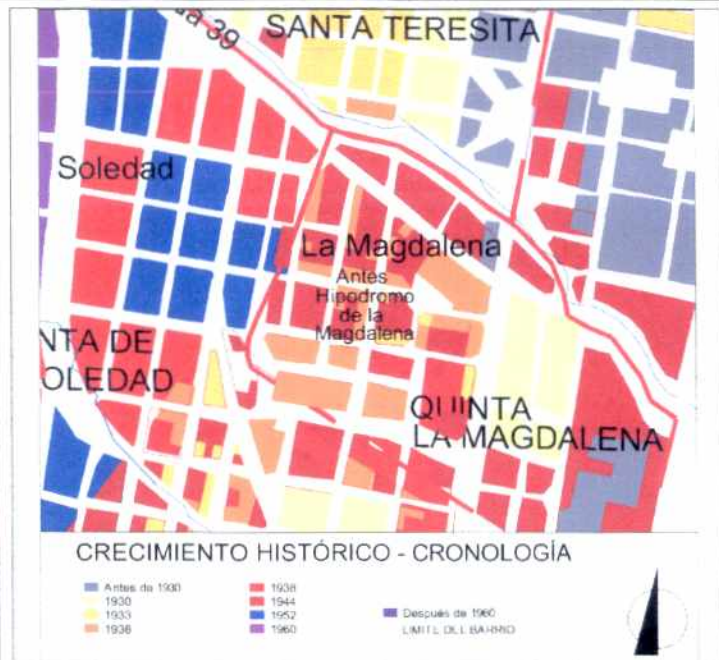 39
SANTA TERESITA
Soledad
La Magdalena
Antes
Hipodromo
de la
Magdalena
NTA DE
OLEDAD
QUINTA
LA MAGDALENA
CRECIMIENTO HISTÓRICO - CRONOLOGÍA
Antes de 1930
1930
1933
1936
1938
1944
1952
1960
Después de 1960
LIMITE DEL BARRIO